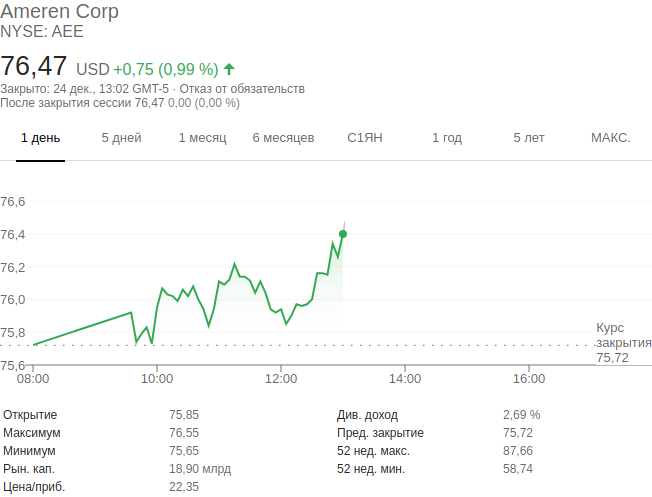 Ameren Corp
NYSE: AEE
76,47 USD +0,75 (0,99 %)
Закрыто: 24 дек., 13:02 GMT-5 · Отказ от обязательств
После закрытия сессии 76,47 0,00 (0,00 %)
1 день 5 дней 1 месяц 6 месяцев С1ЯН 1 год 5 лет МАКС.
76,6
76,4
76,2
76,0
75,8
75,6
Курс
закрытия
75,72
08:00 10:00 12:00 14:00 16:00
Открытие 75,85 Див. доход 2,69 %
Максимум 76,55 Пред. закрытие 75,72
Минимум 75,65 52 нед. макс. 87,66
Рын. кап. 18,90 млрд 52 нед. мин. 58,74
Цена/приб. 22,35